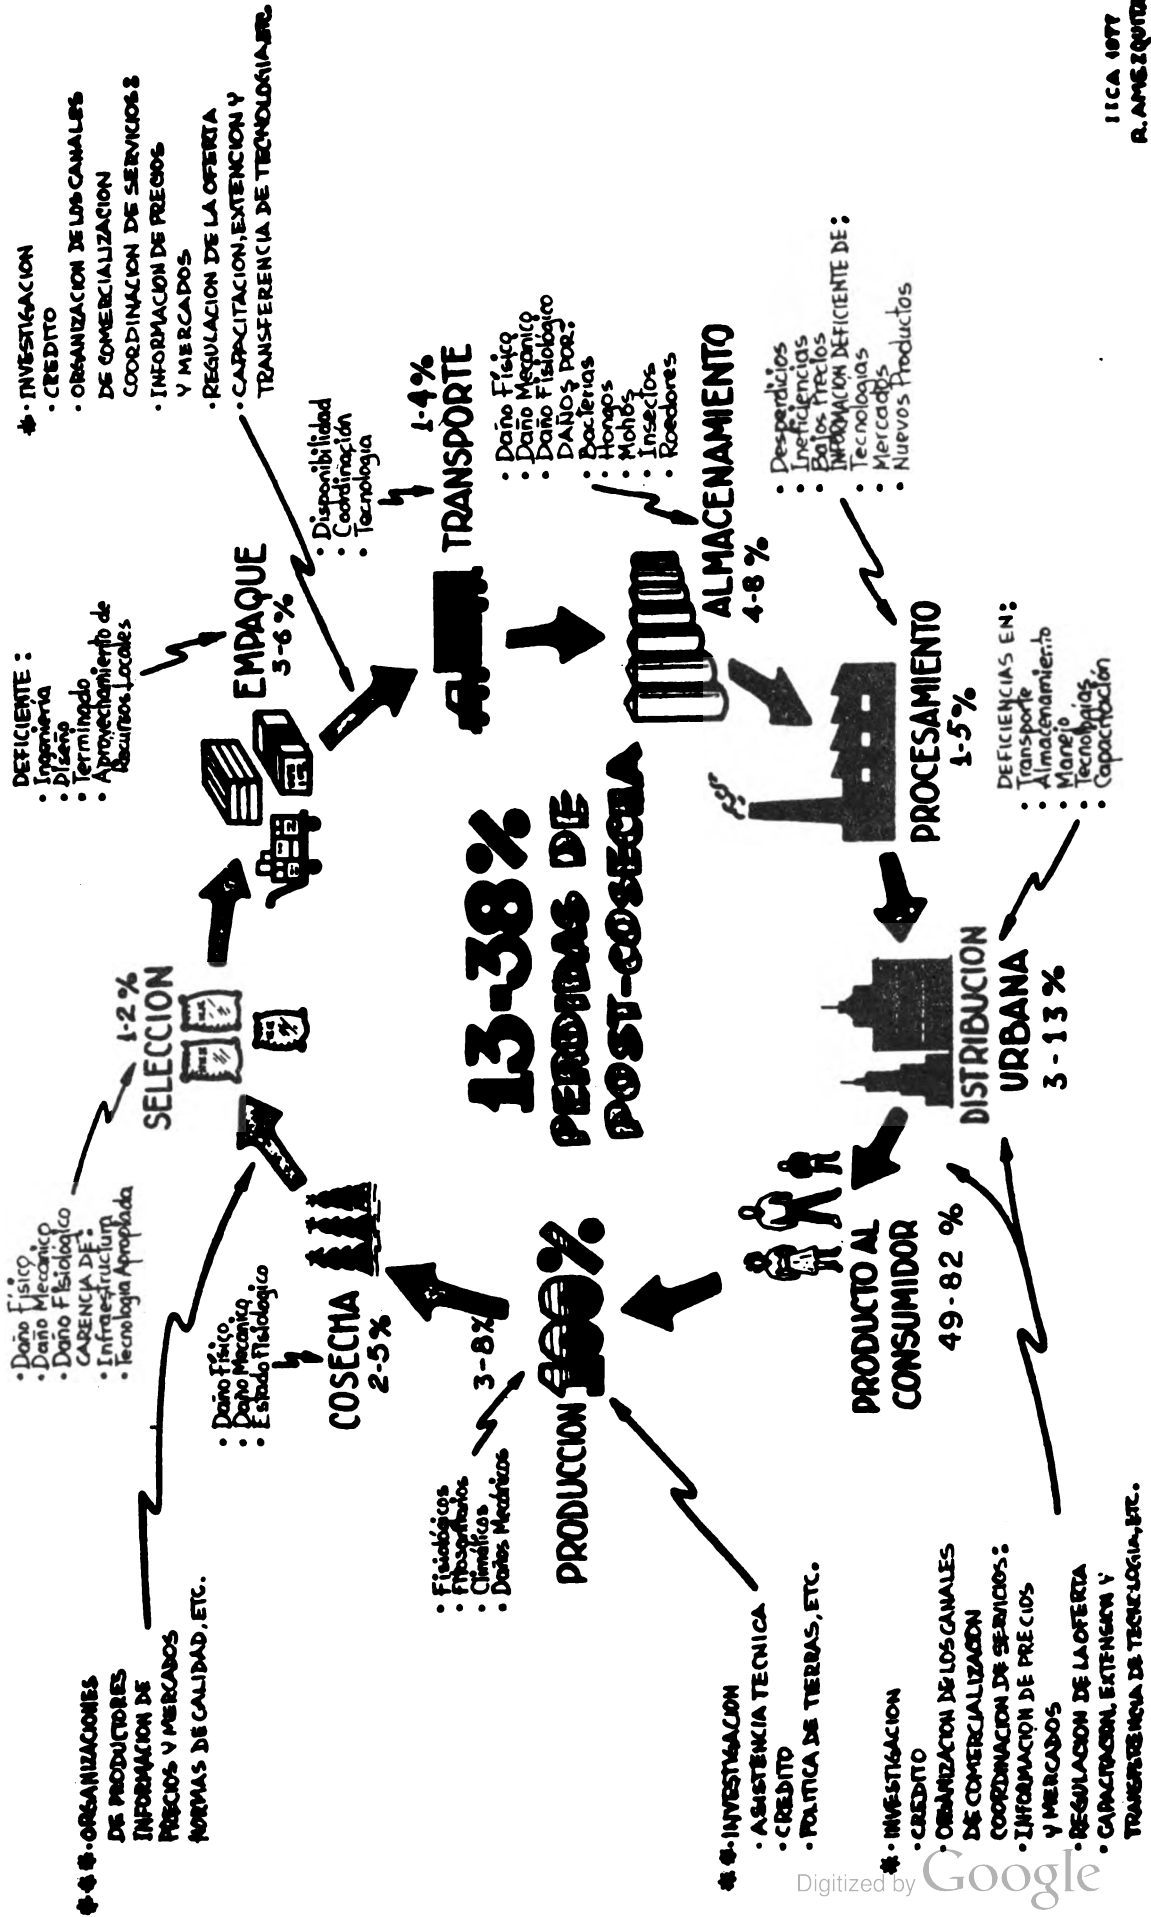 * • INVESTIGACION
• CREDITO
• ORGANIZACION DE LOS CANALES
DE COMERCIALIZACION
COORDINACION DE SERVICIOS 8
• INFORMACION DE PRECIOS
Y MERCADOS
• REGULACION DE LA OFERTA
• CAPACITACION, EXTENCION Y
TRANSFERENCIA DE TECNOLOGIA, ETC.
IICA 1977
R. AMEZQUITA
DEFICIENTE:
• Ingeniería
• Diseño
• Terminado
• Aprovechamiento de
Recursos Locales
EMPAQUE
3-6%
• Disponibilidad
• Coordinación
• Tecnología
1-4%
TRANSPORTE
• Daño Físico
• Daño Mecánico
• Daño Fisiológico
DAÑOS POR:
• Bacterias
• Hongos
• Mohos
• Insectos
• Roedores
ALMACENAMIENTO
4-8 %
• Desperdicios
• Ineficiencias
• Bajos Precios
INFORMACION DEFICIENTE DE:
• Tecnologías
• Mercados
• Nuevos Productos
PROCESAMIENTO
1-5%
DEFICIENCIAS EN:
• Transporte
• Almacenamiento
• Manejo
• Tecnologías
• Capacitación
13-38%
PERDIDAS DE
POST-COSECHA
1-2%
SELECCION
• Daño Físico
• Daño Mecánico
• Daño Fisiológico
CARENCIA DE:
• Infraestructura
• Tecnología Apropiada
DISTRIBUCION
URBANA
3-13%
• Daño Físico
• Daño Mecánico
• Estado Fisiologico
COSECHA
2-5%
3-8%
PRODUCCION 100%
• Fisiológicos
• Fitosanitarios
• Climáticos
• Daños Mecánicos
PRODUCTO AL
CONSUMIDOR
49-82 %
*** • ORGANIZACIONES
DE PRODUCTORES
INFORMACION DE
PRECIOS Y MERCADOS
NORMAS DE CALIDAD, ETC.
** • INVESTIGACION
• ASISTENCIA TECNICA
• CREDITO
• POLITICA DE TIERRAS, ETC.
* • INVESTIGACION
• CREDITO
• ORGANIZACION DE LOS CANALES
DE COMERCIALIZACION
COORDINACION DE SERVICIOS:
• INFORMACION DE PRECIOS
Y MERCADOS
• REGULACION DE LA OFERTA
• CAPACITACION, EXTENSION Y
TRANSFERENCIA DE TECNOLOGIA, ETC.
Digitized by Google